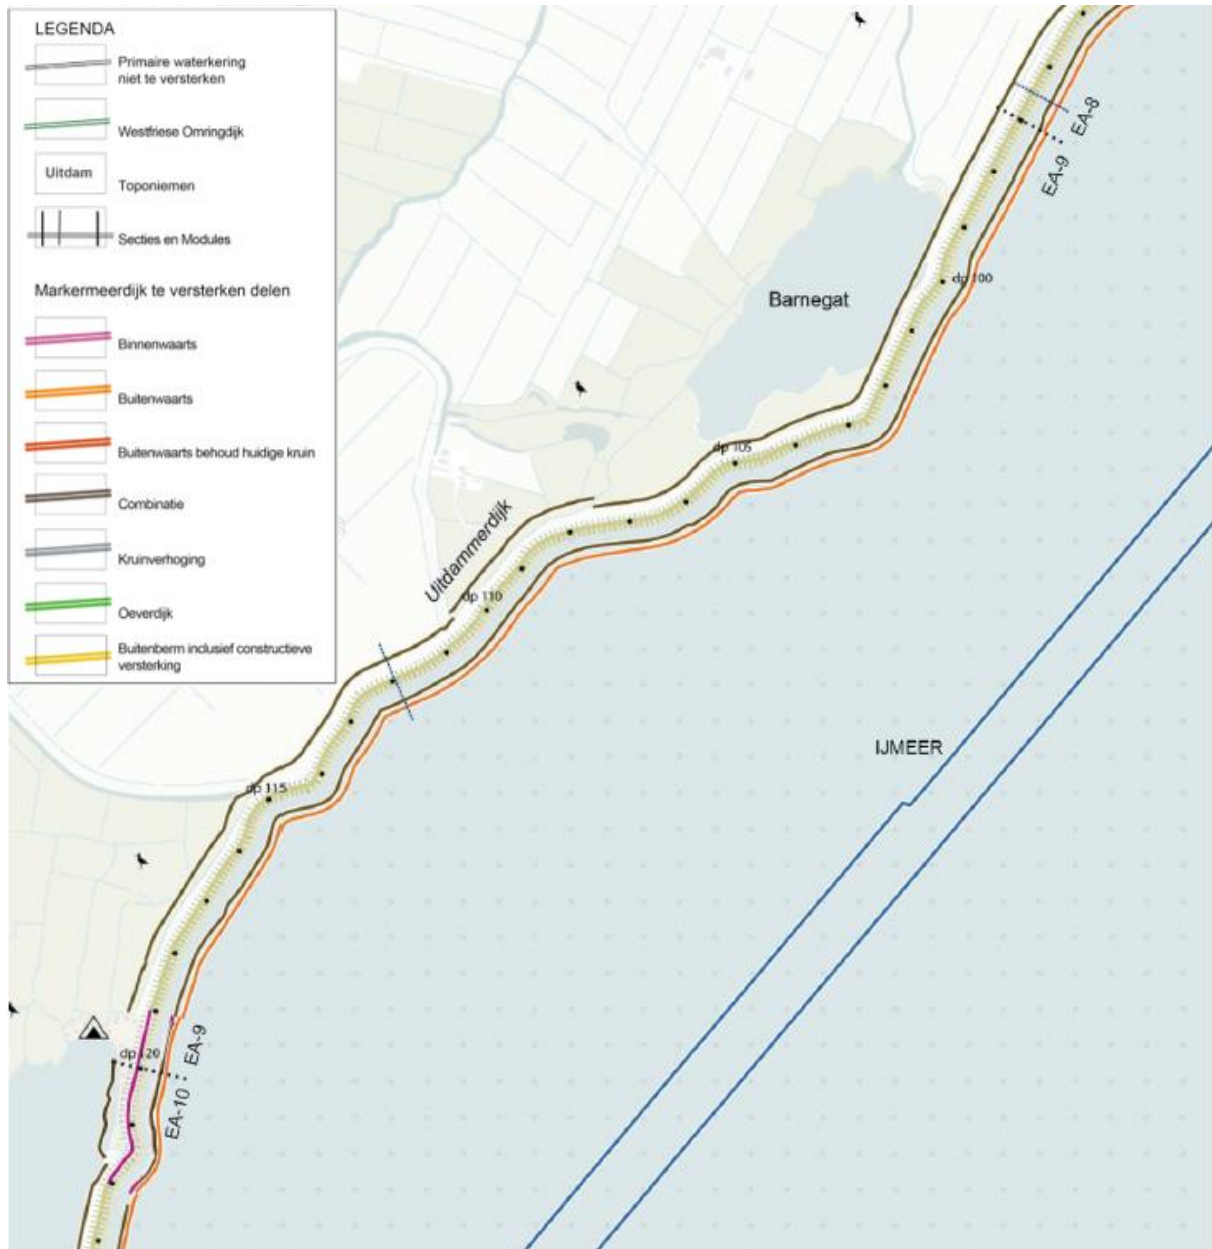 LEGENDA
Primaire waterkering
niet te versterken
Westfriese Omringdijk
Uitdam
Toponiemen
Secties en Modules
Markermeerdijk te versterken delen
Binnenwaarts
Buitenwaarts
Buitenwaarts behoud huidige kruin
Combinatie
Kruinverhoging
Oeverdijk
Buitenberm inclusief constructieve
versterking
EA-8
EA-9
dp 100
Barnegat
dp 105
Uitdammerdijk
dp 110
IJMEER
dp 115
dp 120
EA-9
EA-10